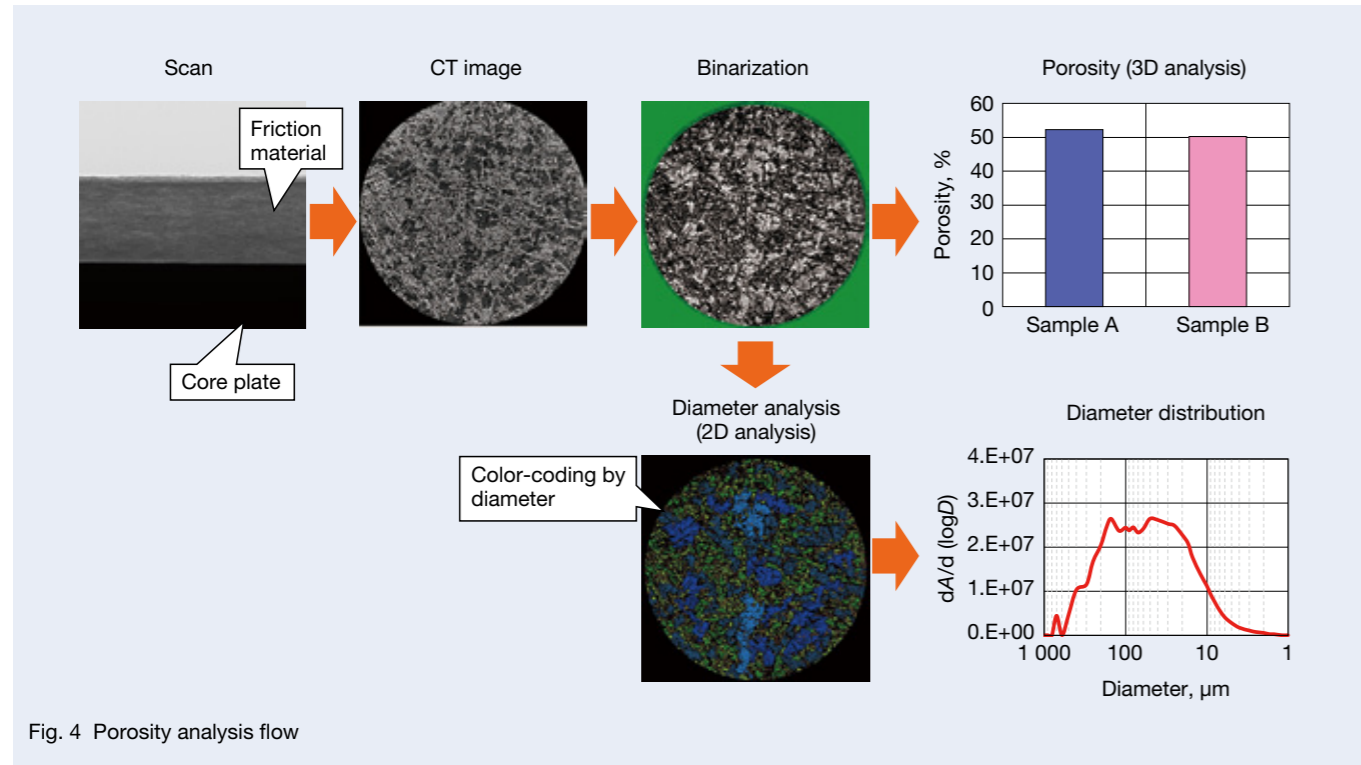 Scan
CT image
Binarization
Porosity (3D analysis)
Friction
material
Core plate
Porosity, %
60
50
40
30
20
10
0
Sample A
Sample B
Diameter analysis
(2D analysis)
Color-coding by
diameter
Diameter distribution
dA/d (logD)
4.E+07
3.E+07
2.E+07
1.E+07
0.E+00
1 000
100
10
1
Diameter, μm
Fig. 4 Porosity analysis flow